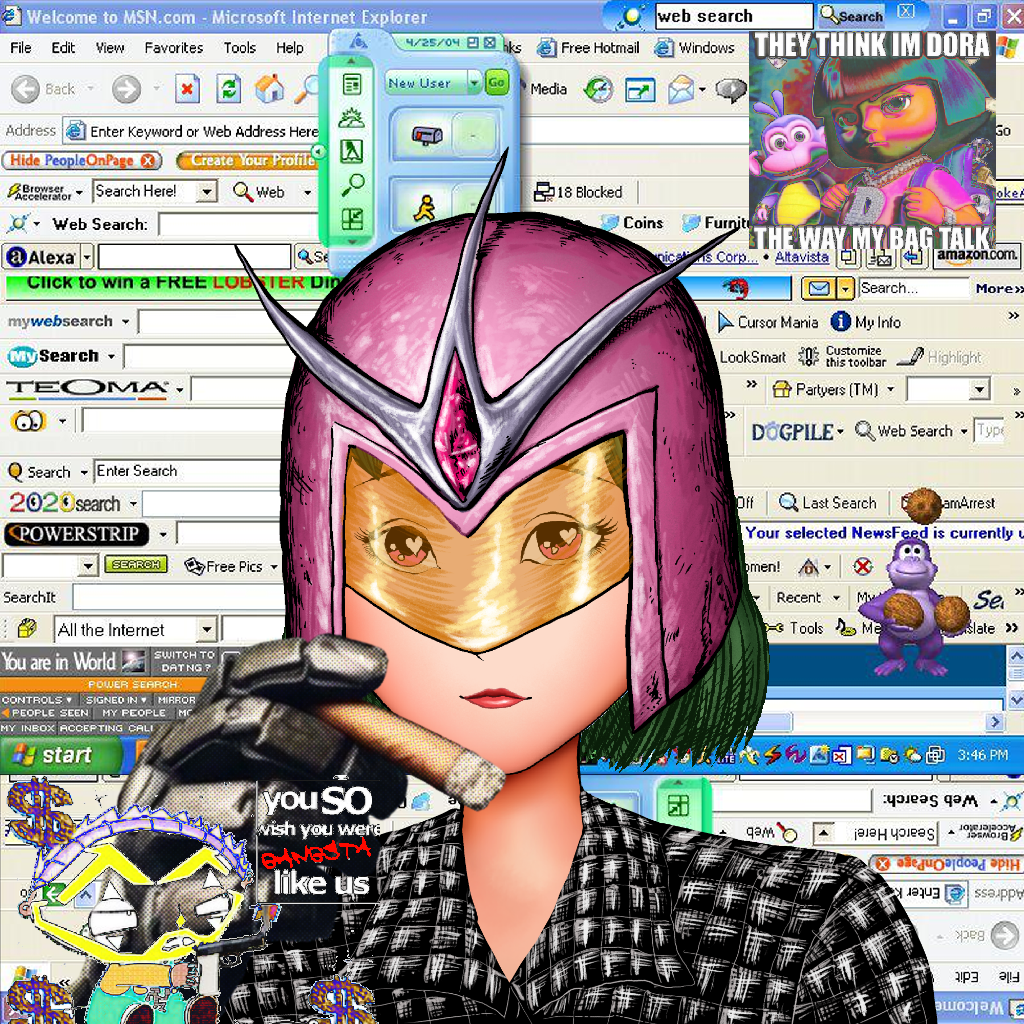 Welcome to MSN.com - Microsoft Internet Explorer
web search
Search
File Edit View Favorites Tools Help
4/25/04
Free Hotmail
Windows
THEY THINK IM DORA
Back
New User
Go
Media
Address
Enter Keyword or Web Address Here
Hide PeopleOnPage
Create Your Profile
Browser Accelerator
Search Here!
Web
18 Blocked
Web Search:
Coins
THE WAY MY BAG TALK
Alexa
Altavista
amazon.com.
Click to win a FREE LOBSTER Din
Search...
More»
mywebsearch
Cursor Mania
My Info
MySearch
LookSmart
Customize this toolbar
Highlight
TEOMA
Partyers (TM)
DOGPILE
Web Search
Type
Search
Enter Search
2020search
Last Search
POWERSTRIP
Your selected NewsFeed is currently u
SEARCH
Free Pics
SearchIt
Recent
All the Internet
Tools
You are in World
SWITCH TO DATING?
POWER SEARCH
CONTROLS
SIGNED IN
MIRROR
PEOPLE SEEN
MY PEOPLE
MY INBOX
ACCEPTING CALL
start
3:46 PM
you SO
wish you were
GANGSTA
like us
Web Search:
Browser Accelerator
Search Here!
Web
Hide PeopleOnPage
Address
Enter K
Back
File Edit
Welcome